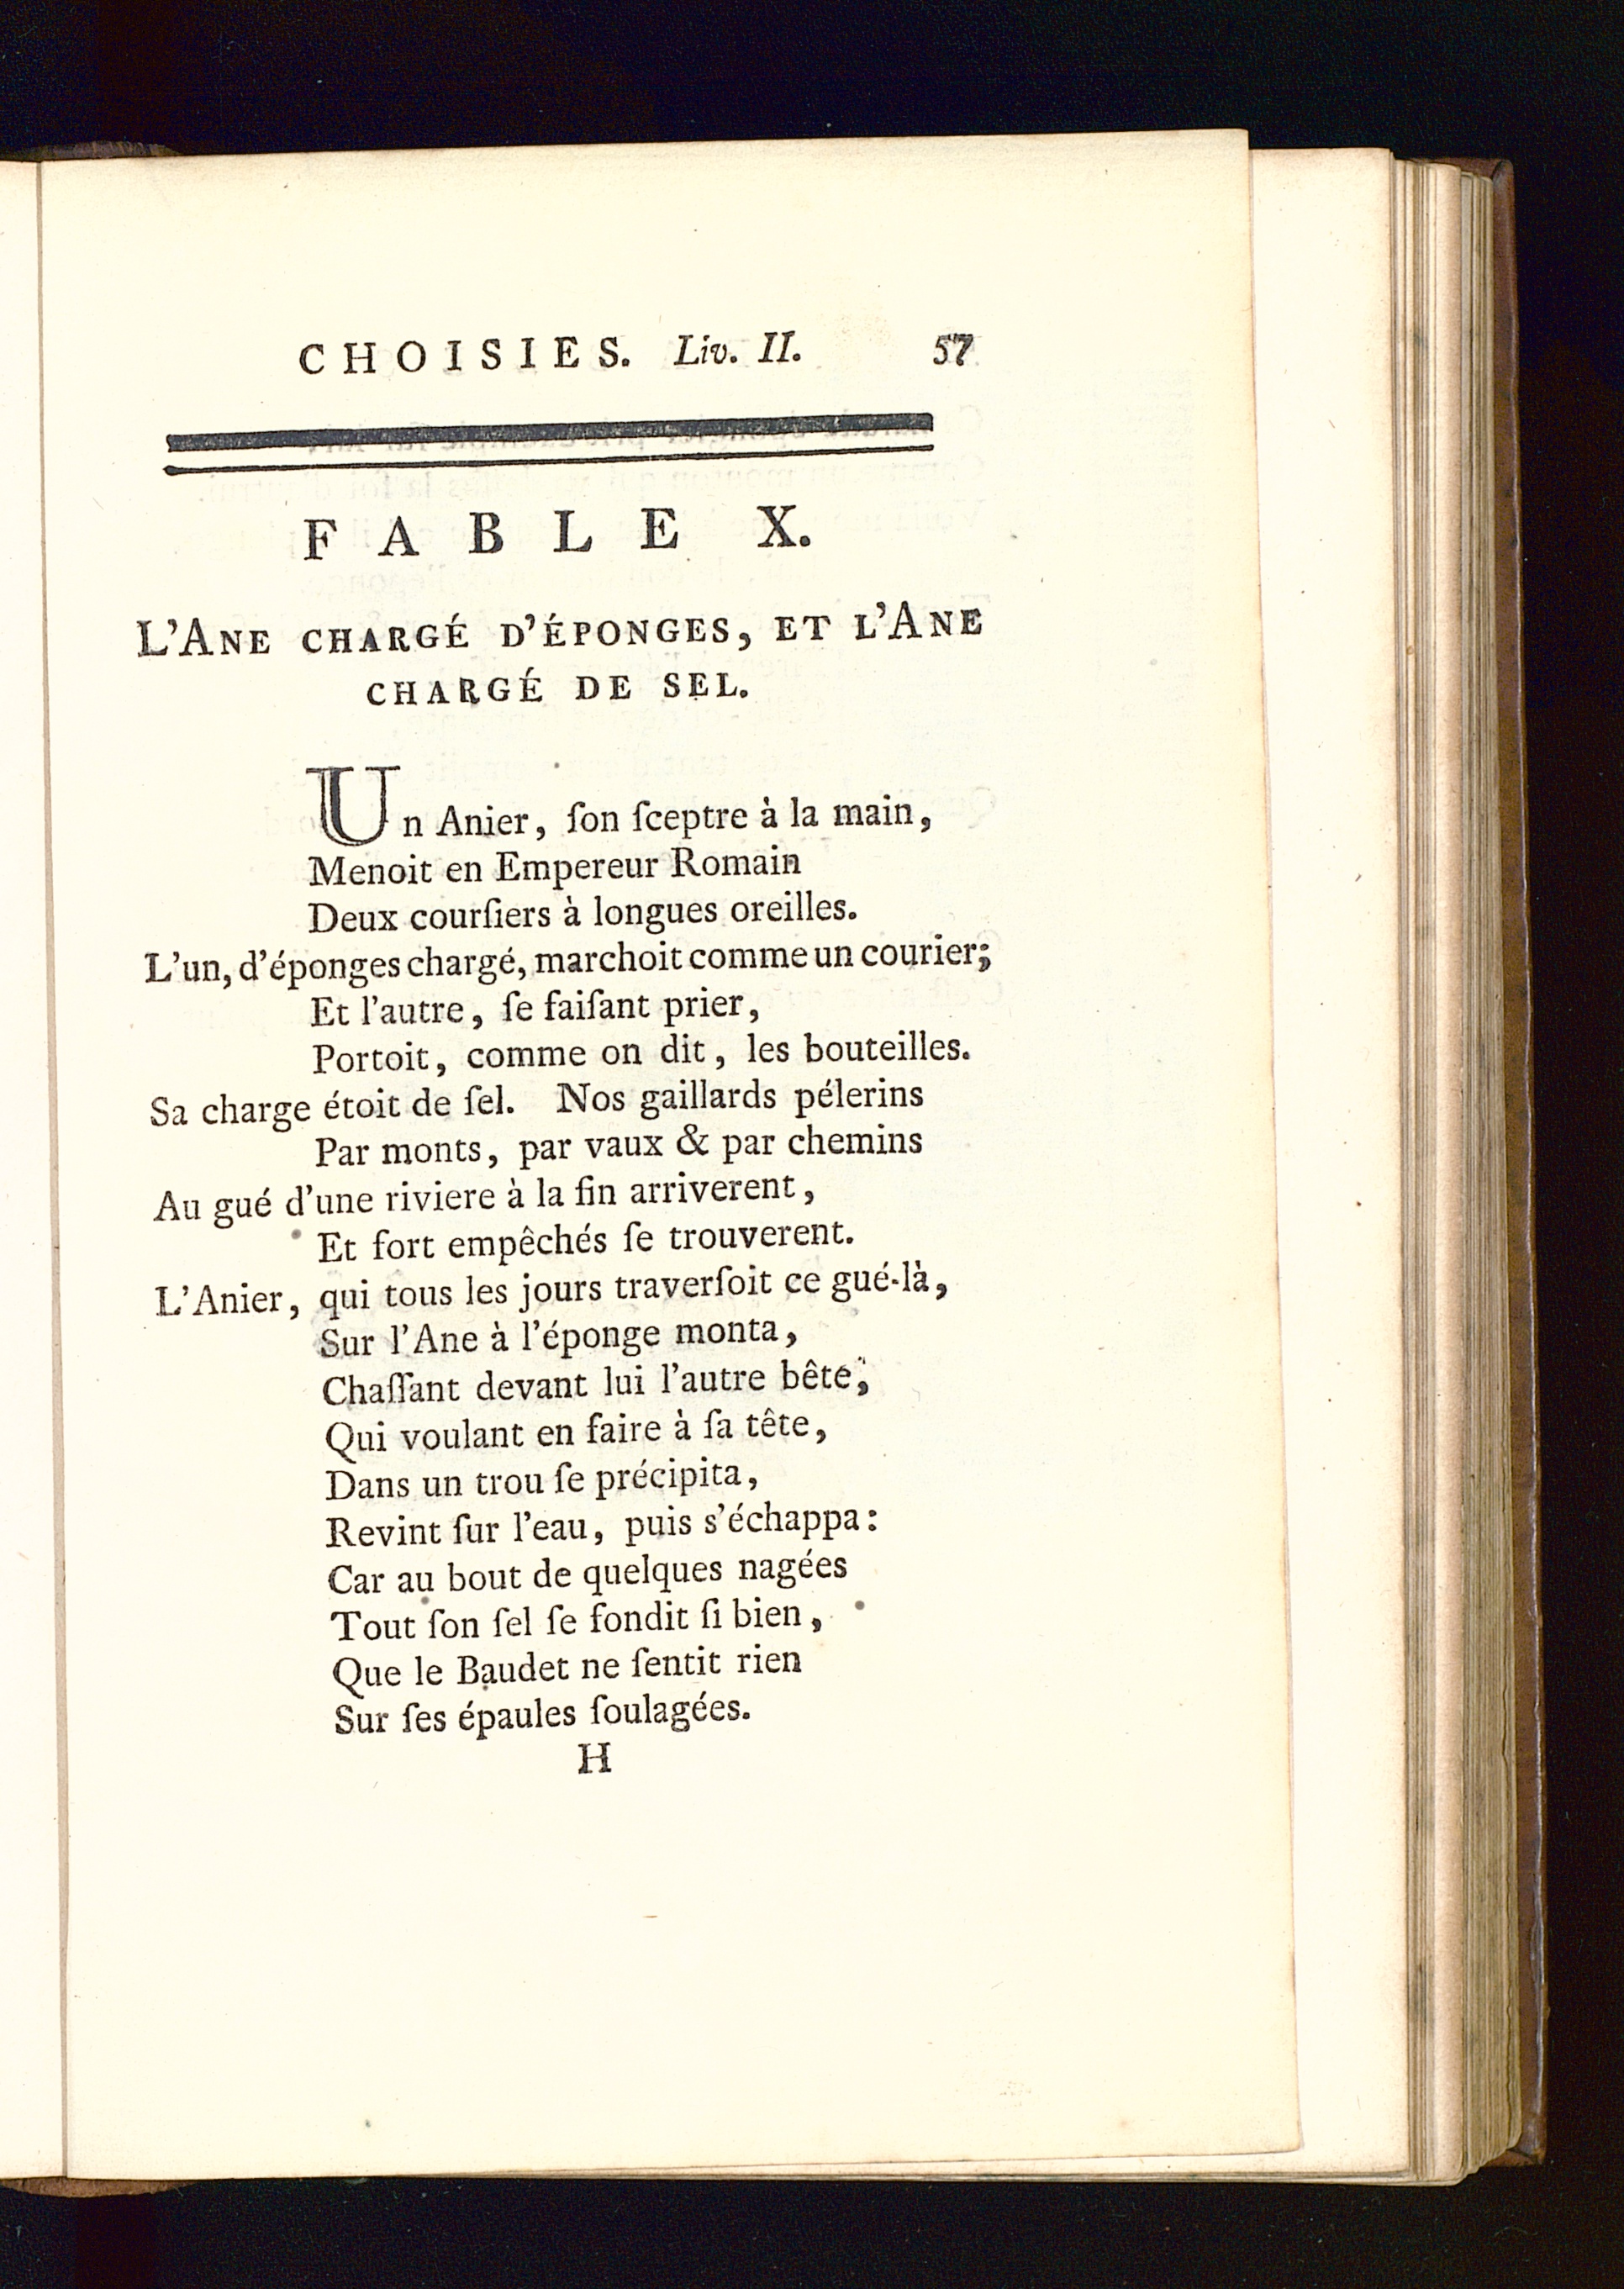 CHOISIES. Liv. II. 57
FABLE X.
L'ANE CHARGÉ D'ÉPONGES, ET L'ANE
CHARGÉ DE SEL.
Un Anier, ſon ſceptre à la main,
Menoit en Empereur Romain
Deux courſiers à longues oreilles.
L'un, d'éponges chargé, marchoit comme un courier;
Et l'autre, ſe faiſant prier,
Portoit, comme on dit, les bouteilles.
Sa charge étoit de ſel. Nos gaillards pélerins
Par monts, par vaux & par chemins
Au gué d'une riviere à la fin arriverent,
Et fort empêchés ſe trouverent.
L'Anier, qui tous les jours traverſoit ce gué-là,
Sur l'Ane à l'éponge monta,
Chaſſant devant lui l'autre bête,
Qui voulant en faire à ſa tête,
Dans un trou ſe précipita,
Revint ſur l'eau, puis s'échappa:
Car au bout de quelques nagées
Tout ſon ſel ſe fondit ſi bien,
Que le Baudet ne ſentit rien
Sur ſes épaules ſoulagées.
H